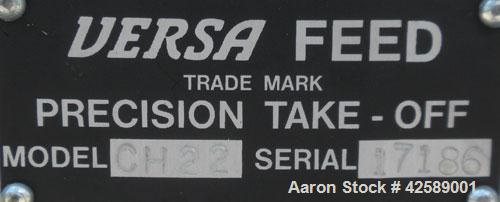 VERSA FEED
TRADE MARK
PRECISION TAKE - OFF
MODEL CH22 SERIAL 17186
Aaron Stock # 42589001